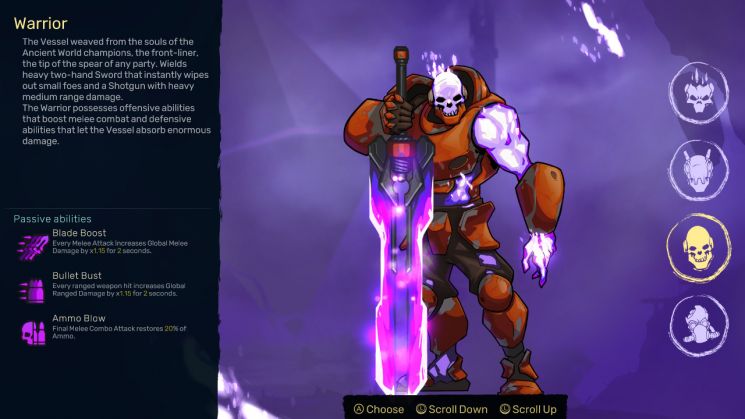 Warrior
The Vessel weaved from the souls of the
Ancient World champions, the front-liner,
the tip of the spear of any party. Wields
heavy two-hand Sword that instantly wipes
out small foes and a Shotgun with heavy
medium range damage.
The Warrior possesses offensive abilities
that boost melee combat and defensive
abilities that let the Vessel absorb enormous
damage.
Passive abilities
Blade Boost
Every Melee Attack increases Global Melee
Damage by x1.15 for 2 seconds.
Bullet Bust
Every ranged weapon hit increases Global
Ranged Damage by x1.15 for 2 seconds.
Ammo Blow
Final Melee Combo Attack restores 20% of
Ammo.
A Choose L Scroll Down L Scroll Up